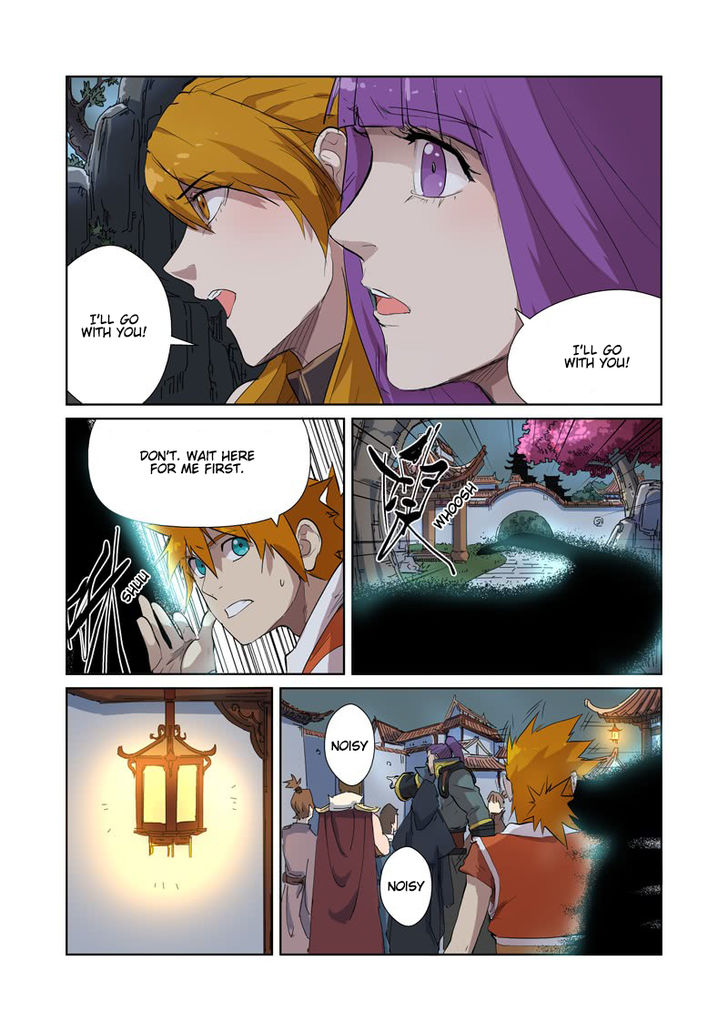 I'LL GO
WITH YOU!
I'LL GO
WITH YOU!
DON'T. WAIT HERE
FOR ME FIRST.
SHUU
WHOOSH
NOISY
NOISY